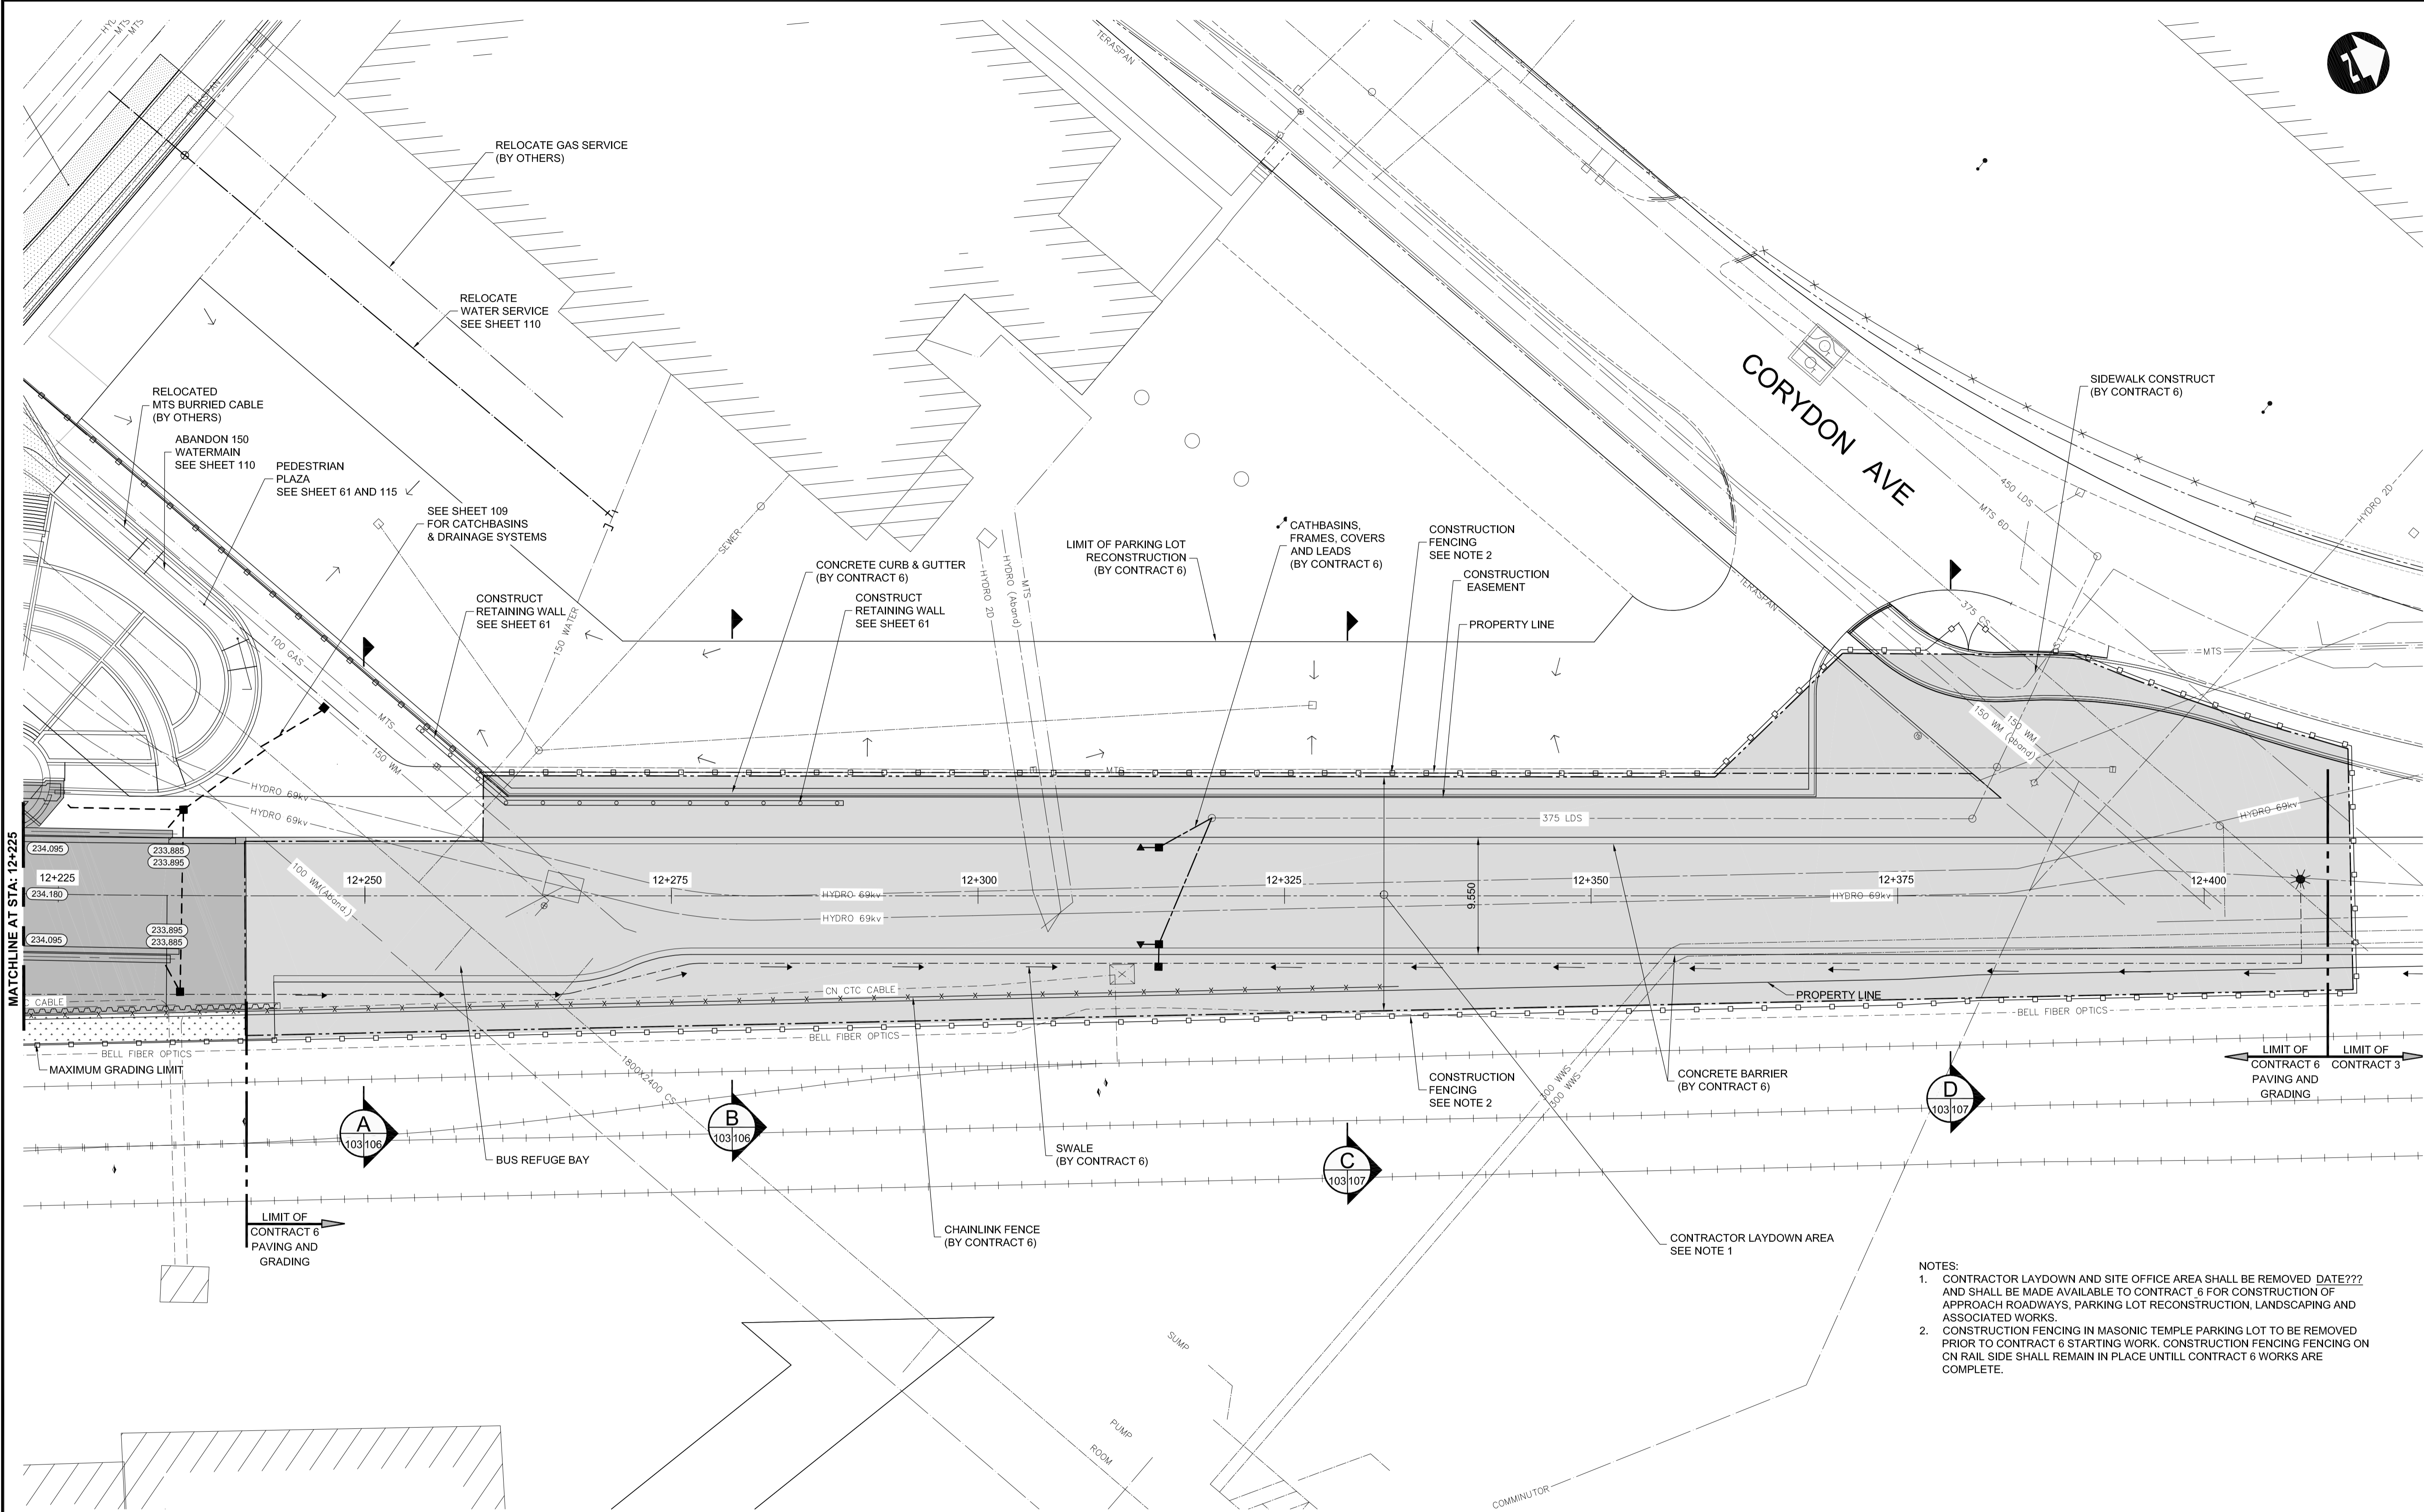 HYD
MTS
MTS
TERASPAN
TERASPAN
N
RELOCATE GAS SERVICE
(BY OTHERS)
RELOCATE
WATER SERVICE
SEE SHEET 110
RELOCATED
MTS BURRIED CABLE
(BY OTHERS)
ABANDON 150
WATERMAIN
SEE SHEET 110
PEDESTRIAN
PLAZA
SEE SHEET 61 AND 115
SEE SHEET 109
FOR CATCHBASINS
& DRAINAGE SYSTEMS
CORYDON AVE
SIDEWALK CONSTRUCT
(BY CONTRACT 6)
450 LDS
MTS 6D
HYDRO 2D
SEWER
CONCRETE CURB & GUTTER
(BY CONTRACT 6)
CONSTRUCT
RETAINING WALL
SEE SHEET 61
CONSTRUCT
RETAINING WALL
SEE SHEET 61
150 WATER
HYDRO 2D
HYDRO (Aband)
MTS
LIMIT OF PARKING LOT
RECONSTRUCTION
(BY CONTRACT 6)
CATHBASINS,
FRAMES, COVERS
AND LEADS
(BY CONTRACT 6)
CONSTRUCTION
FENCING
SEE NOTE 2
CONSTRUCTION
EASEMENT
PROPERTY LINE
TERASPAN
375 CS
MTS
100 GAS
MTS
150 WM
MTS
150 WM
150 WM (aband)
HYDRO 69kv
HYDRO 69kv
HYDRO 69kv
375 LDS
MATCHLINE AT STA: 12+225
234.095
233.885
233.895
12+225
234.180
233.895
234.095
233.885
12+250
12+275
12+300
12+325
12+350
12+375
12+400
100 WM(Aband.)
HYDRO 69kv
HYDRO 69kv
HYDRO 69kv
9.550
C CABLE
CN CTC CABLE
PROPERTY LINE
BELL FIBER OPTICS
BELL FIBER OPTICS
BELL FIBER OPTICS
MAXIMUM GRADING LIMIT
1800X2400 CS
300 WWS
300 WWS
CONSTRUCTION
FENCING
SEE NOTE 2
CONCRETE BARRIER
(BY CONTRACT 6)
LIMIT OF
CONTRACT 6
PAVING AND
GRADING
LIMIT OF
CONTRACT 3
A
103 106
B
103 106
C
103 107
D
103 107
BUS REFUGE BAY
SWALE
(BY CONTRACT 6)
CHAINLINK FENCE
(BY CONTRACT 6)
LIMIT OF
CONTRACT 6
PAVING AND
GRADING
CONTRACTOR LAYDOWN AREA
SEE NOTE 1
NOTES:
1. CONTRACTOR LAYDOWN AND SITE OFFICE AREA SHALL BE REMOVED DATE???
AND SHALL BE MADE AVAILABLE TO CONTRACT 6 FOR CONSTRUCTION OF
APPROACH ROADWAYS, PARKING LOT RECONSTRUCTION, LANDSCAPING AND
ASSOCIATED WORKS.
2. CONSTRUCTION FENCING IN MASONIC TEMPLE PARKING LOT TO BE REMOVED
PRIOR TO CONTRACT 6 STARTING WORK. CONSTRUCTION FENCING FENCING ON
CN RAIL SIDE SHALL REMAIN IN PLACE UNTILL CONTRACT 6 WORKS ARE
COMPLETE.
SUMP
PUMP
ROOM
COMMINUTOR